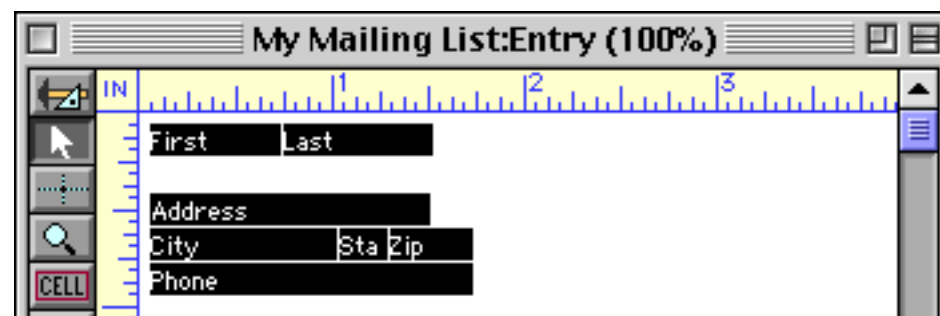 My Mailing List:Entry (100%)
IN 1 2 3
First Last
Address
City Sta Zip
CELL Phone